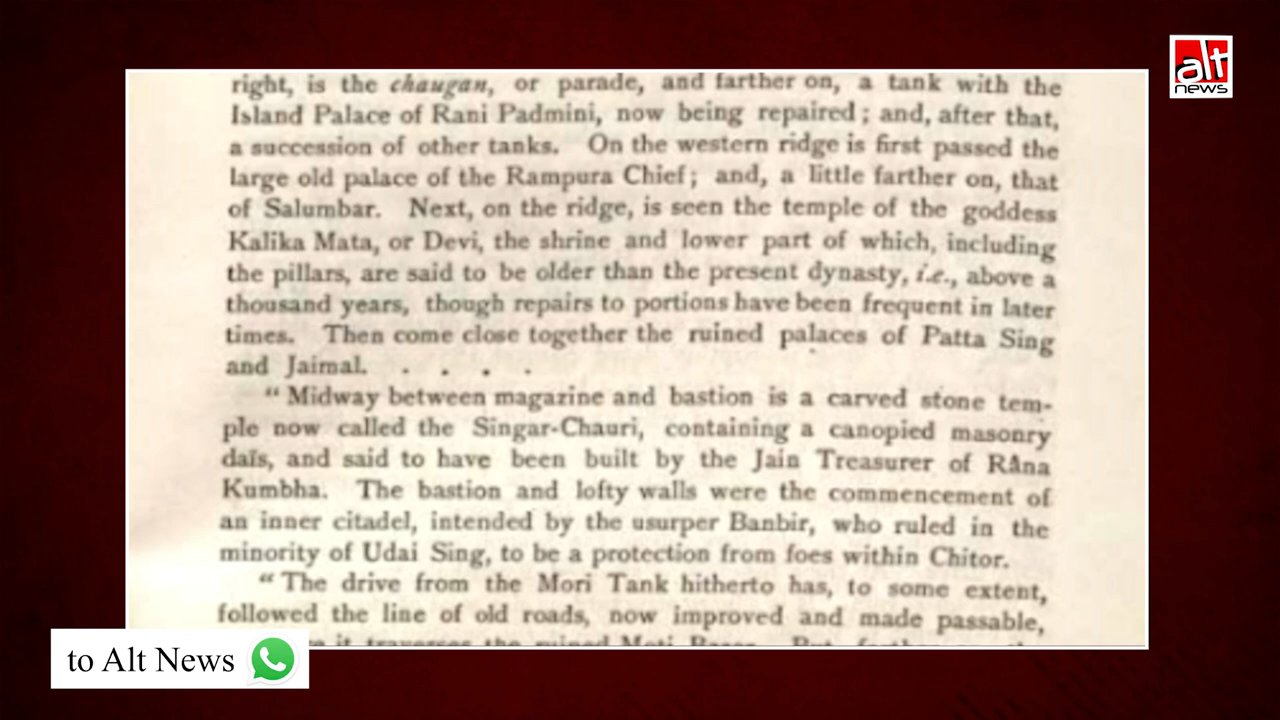 alt
news
right, is the chaugan, or parade, and farther on, a tank with the
Island Palace of Rani Padmini, now being repaired; and, after that,
a succession of other tanks. On the western ridge is first passed the
large old palace of the Rampura Chief; and, a little farther on, that
of Salumbar. Next, on the ridge, is seen the temple of the goddess
Kalika Mata, or Devi, the shrine and lower part of which, including
the pillars, are said to be older than the present dynasty, i.e., above a
thousand years, though repairs to portions have been frequent in later
times. Then come close together the ruined palaces of Patta Sing
and Jaimal. . . . .
“Midway between magazine and bastion is a carved stone tem-
ple now called the Singar-Chauri, containing a canopied masonry
daïs, and said to have been built by the Jain Treasurer of Râna
Kumbha. The bastion and lofty walls were the commencement of
an inner citadel, intended by the usurper Banbir, who ruled in the
minority of Udai Sing, to be a protection from foes within Chitor.
“The drive from the Mori Tank hitherto has, to some extent,
followed the line of old roads, now improved and made passable,
it traverses the ruined Moti
to Alt News